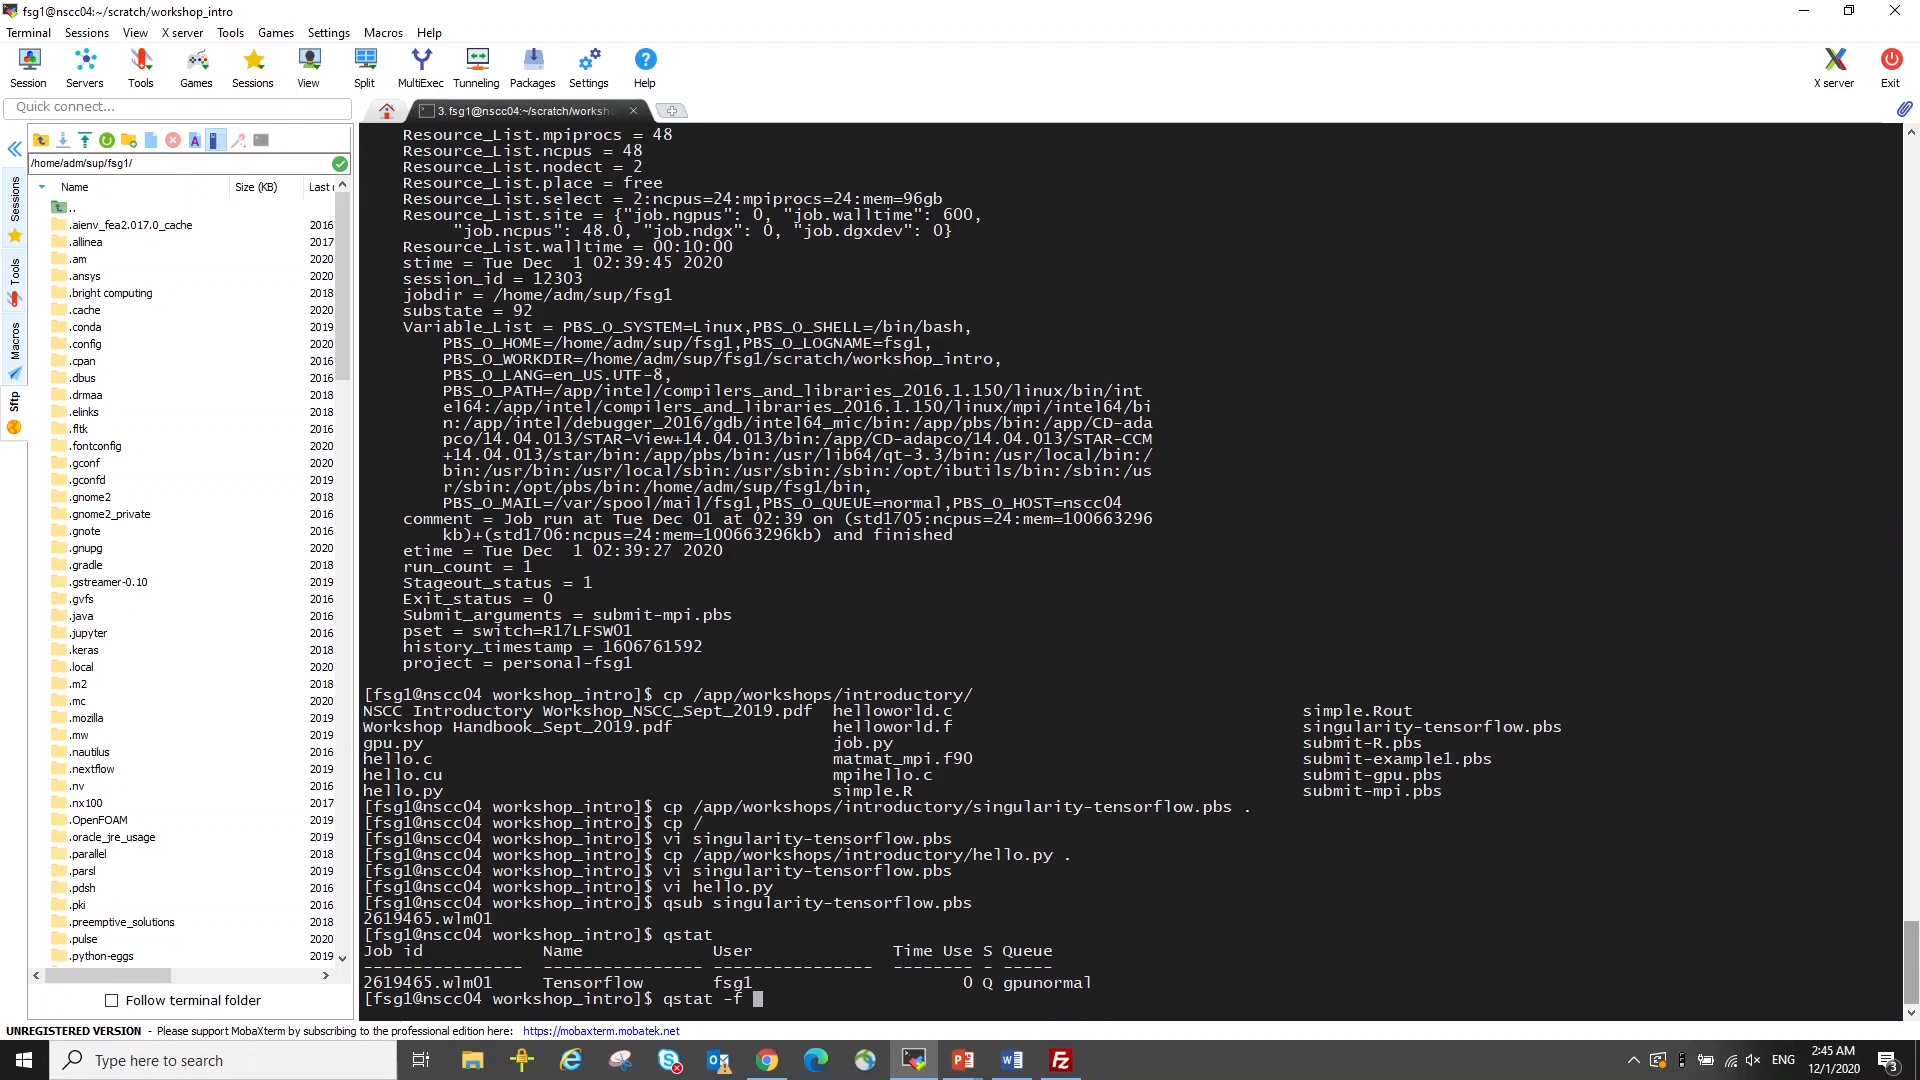 fsg1@nscc04:~/scratch/workshop_intro
Terminal Sessions View X server Tools Games Settings Macros Help
Session Servers Tools Games Sessions View Split MultiExec Tunneling Packages Settings Help X server Exit
Quick connect...
3. fsg1@nscc04:~/scratch/worksho
/home/adm/sup/fsg1/
Name Size (KB) Last
..
.aienv_fea2.017.0_cache 2016
.allinea 2017
.am 2020
.ansys 2020
.bright computing 2018
.cache 2020
.conda 2019
.config 2020
.cpan 2016
.dbus 2016
.drmaa 2018
.elinks 2018
.fltk 2016
.fontconfig 2020
.gconf 2020
.gconfd 2019
.gnome2 2018
.gnome2_private 2016
.gnote 2016
.gnupg 2020
.gradle 2018
.gstreamer-0.10 2019
.gvfs 2016
.java 2016
.jupyter 2016
.keras 2018
.local 2020
.m2 2018
.mc 2020
.mozilla 2019
.mw 2019
.nautilus 2016
.nextflow 2019
.nv 2016
.nx100 2017
.OpenFOAM 2019
.oracle_jre_usage 2019
.parallel 2018
.parsl 2019
.pdsh 2016
.pki 2016
.preemptive_solutions 2018
.pulse 2020
.python-eggs 2019
Follow terminal folder
Sessions
Tools
Macros
Sftp
Resource_List.mpiprocs = 48
Resource_List.ncpus = 48
Resource_List.nodect = 2
Resource_List.place = free
Resource_List.select = 2:ncpus=24:mpiprocs=24:mem=96gb
Resource_List.site = {"job.ngpus": 0, "job.walltime": 600,
"job.ncpus": 48.0, "job.ndgx": 0, "job.dgxdev": 0}
Resource_List.walltime = 00:10:00
stime = Tue Dec  1 02:39:45 2020
session_id = 12303
jobdir = /home/adm/sup/fsg1
substate = 92
Variable_List = PBS_O_SYSTEM=Linux,PBS_O_SHELL=/bin/bash,
PBS_O_HOME=/home/adm/sup/fsg1,PBS_O_LOGNAME=fsg1,
PBS_O_WORKDIR=/home/adm/sup/fsg1/scratch/workshop_intro,
PBS_O_LANG=en_US.UTF-8,
PBS_O_PATH=/app/intel/compilers_and_libraries_2016.1.150/linux/bin/int
el64:/app/intel/compilers_and_libraries_2016.1.150/linux/mpi/intel64/bi
n:/app/intel/debugger_2016/gdb/intel64_mic/bin:/app/pbs/bin:/app/CD-ada
pco/14.04.013/STAR-View+14.04.013/bin:/app/CD-adapco/14.04.013/STAR-CCM
+14.04.013/star/bin:/app/pbs/bin:/usr/lib64/qt-3.3/bin:/usr/local/bin:/
bin:/usr/bin:/usr/local/sbin:/usr/sbin:/sbin:/opt/ibutils/bin:/sbin:/us
r/sbin:/opt/pbs/bin:/home/adm/sup/fsg1/bin,
PBS_O_MAIL=/var/spool/mail/fsg1,PBS_O_QUEUE=normal,PBS_O_HOST=nscc04
comment = Job run at Tue Dec 01 at 02:39 on (std1705:ncpus=24:mem=100663296
kb)+(std1706:ncpus=24:mem=100663296kb) and finished
etime = Tue Dec  1 02:39:27 2020
run_count = 1
Stageout_status = 1
Exit_status = 0
Submit_arguments = submit-mpi.pbs
pset = switch=R17LFSW01
history_timestamp = 1606761592
project = personal-fsg1
[fsg1@nscc04 workshop_intro]$ cp /app/workshops/introductory/
NSCC Introductory Workshop_NSCC_Sept_2019.pdf helloworld.c simple.Rout
Workshop Handbook_Sept_2019.pdf helloworld.f singularity-tensorflow.pbs
gpu.py job.py submit-R.pbs
hello.c matmat_mpi.f90 submit-example1.pbs
hello.cu mpihello.c submit-gpu.pbs
hello.py simple.R submit-mpi.pbs
[fsg1@nscc04 workshop_intro]$ cp /app/workshops/introductory/singularity-tensorflow.pbs .
[fsg1@nscc04 workshop_intro]$ cp /
[fsg1@nscc04 workshop_intro]$ vi singularity-tensorflow.pbs
[fsg1@nscc04 workshop_intro]$ cp /app/workshops/introductory/hello.py .
[fsg1@nscc04 workshop_intro]$ vi singularity-tensorflow.pbs
[fsg1@nscc04 workshop_intro]$ vi hello.py
[fsg1@nscc04 workshop_intro]$ qsub singularity-tensorflow.pbs
2619465.wlm01
[fsg1@nscc04 workshop_intro]$ qstat
Job id Name User Time Use S Queue
---------------- ---------------- ---------------- -------- - -----
2619465.wlm01 Tensorflow fsg1 0 Q gpunormal
[fsg1@nscc04 workshop_intro]$ qstat -f
UNREGISTERED VERSION - Please support MobaXterm by subscribing to the professional edition here: https://mobaxterm.mobatek.net
Type here to search
ENG
2:45 AM
12/1/2020
3